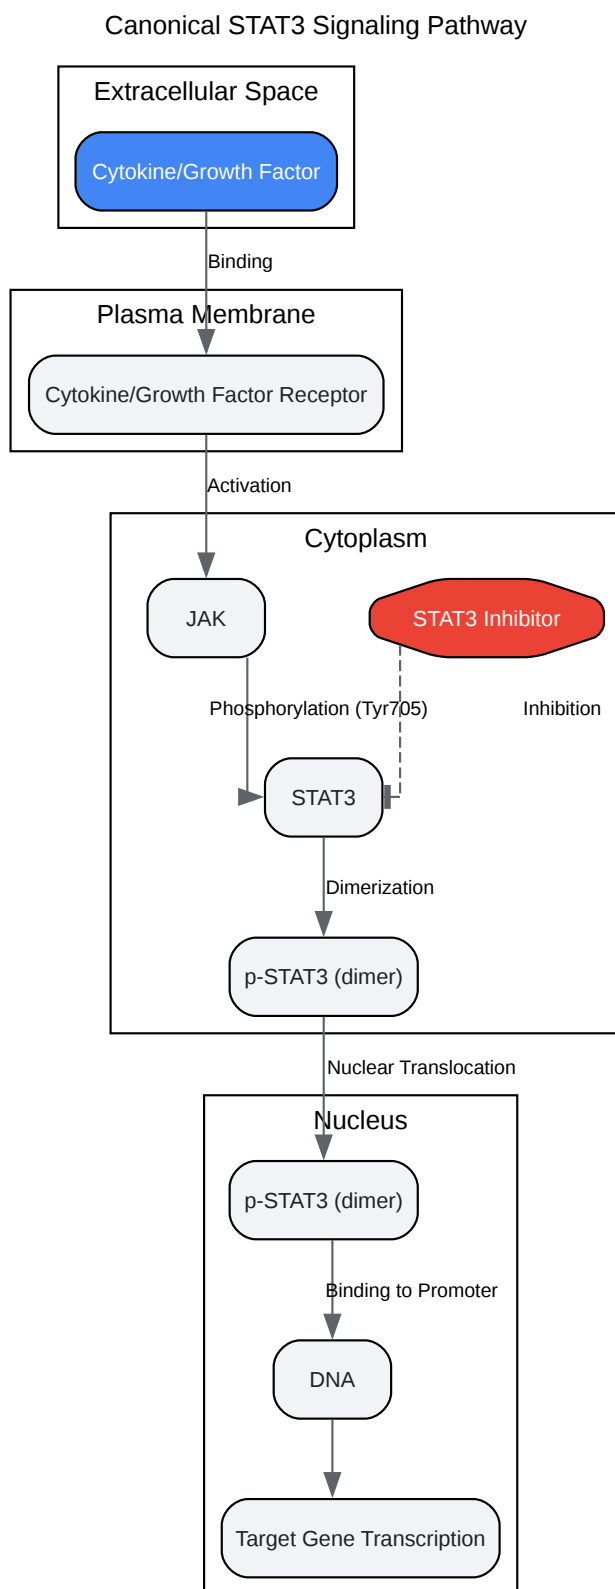 Canonical STAT3 Signaling Pathway
Extracellular Space
Cytokine/Growth Factor
Binding
Plasma Membrane
Cytokine/Growth Factor Receptor
Activation
Cytoplasm
JAK
STAT3 Inhibitor
Phosphorylation (Tyr705)
Inhibition
STAT3
Dimerization
p-STAT3 (dimer)
Nuclear Translocation
Nucleus
p-STAT3 (dimer)
Binding to Promoter
DNA
Target Gene Transcription